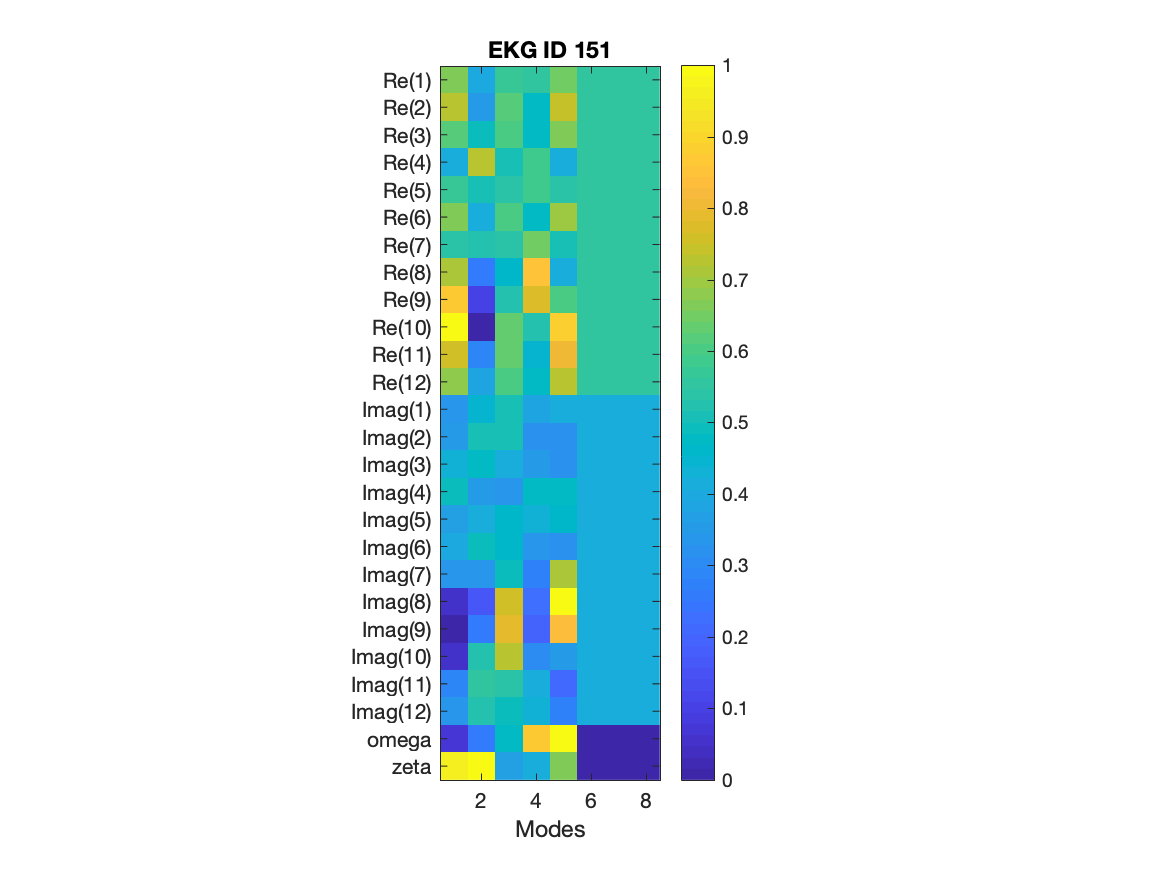 EKG ID 151
Re(1)
Re(2)
Re(3)
Re(4)
Re(5)
Re(6)
Re(7)
Re(8)
Re(9)
Re(10)
Re(11)
Re(12)
Imag(1)
Imag(2)
Imag(3)
Imag(4)
Imag(5)
Imag(6)
Imag(7)
Imag(8)
Imag(9)
Imag(10)
Imag(11)
Imag(12)
omega
zeta
2 4 6 8
Modes
1
0.9
0.8
0.7
0.6
0.5
0.4
0.3
0.2
0.1
0